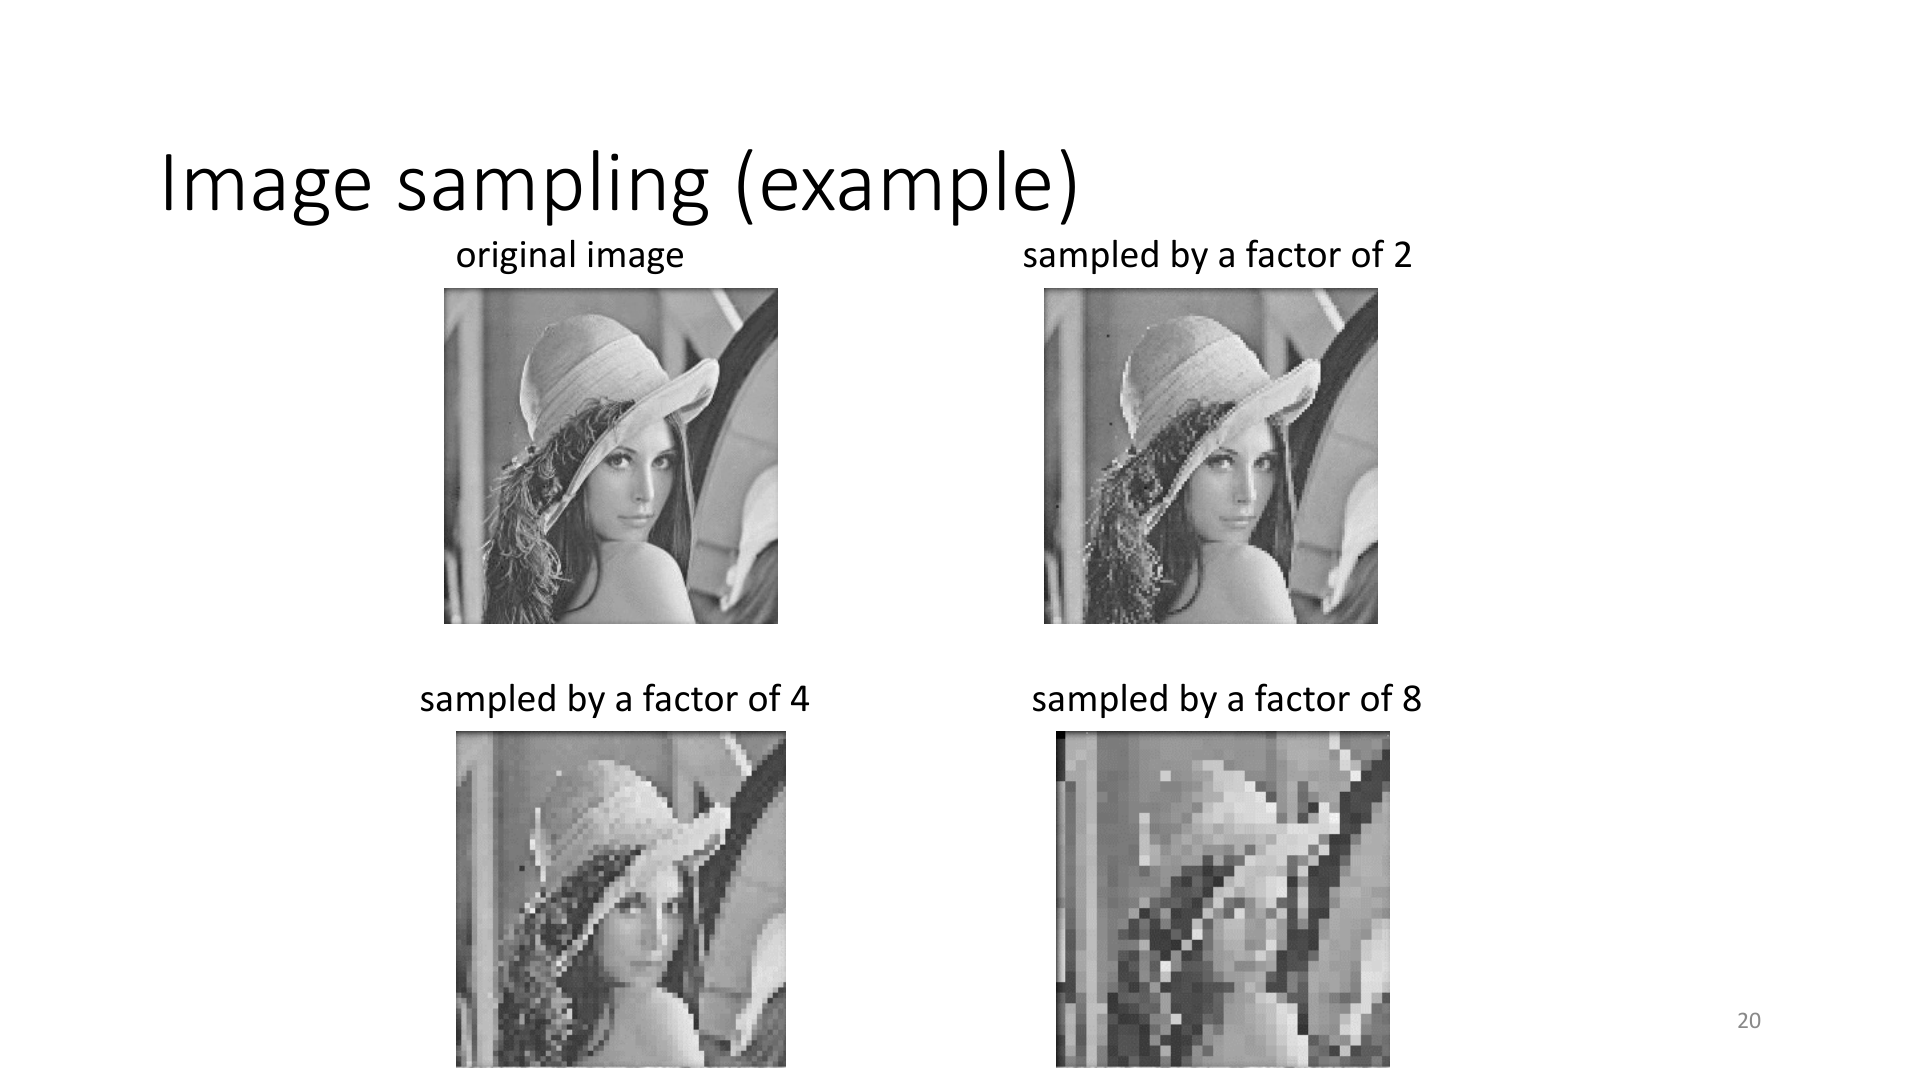 Image sampling (example)
original image
sampled by a factor of 2
sampled by a factor of 4
sampled by a factor of 8
20